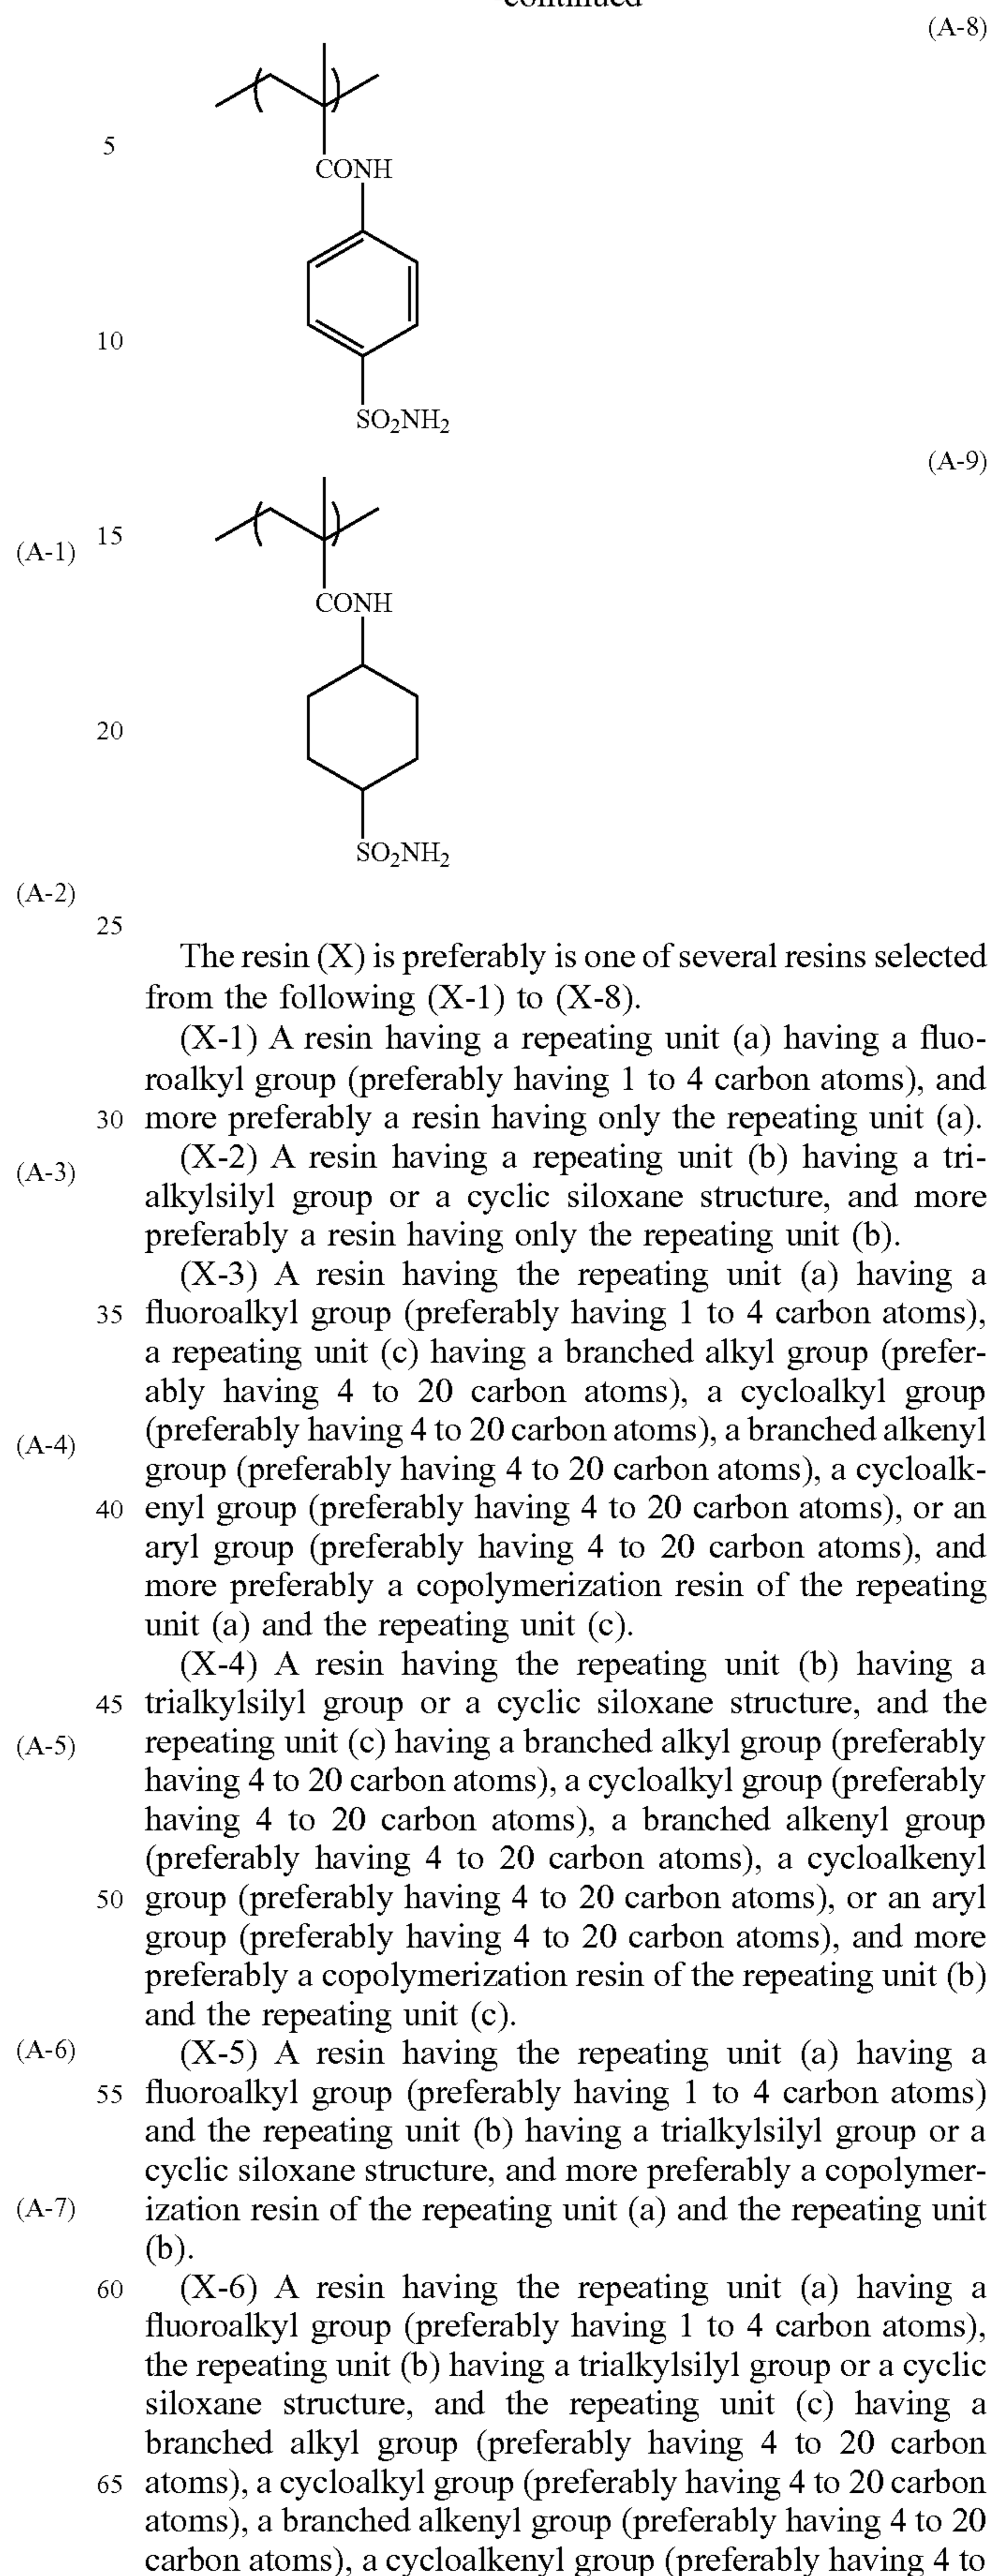 -continued
(A-8)
5
CONH
10
SO2NH2
(A-9)
(A-1) 15
CONH
20
SO2NH2
(A-2)
25
The resin (X) is preferably is one of several resins selected
from the following (X-1) to (X-8).
(X-1) A resin having a repeating unit (a) having a fluo-
roalkyl group (preferably having 1 to 4 carbon atoms), and
30 more preferably a resin having only the repeating unit (a).
(A-3) (X-2) A resin having a repeating unit (b) having a tri-
alkylsilyl group or a cyclic siloxane structure, and more
preferably a resin having only the repeating unit (b).
(X-3) A resin having the repeating unit (a) having a
35 fluoroalkyl group (preferably having 1 to 4 carbon atoms),
a repeating unit (c) having a branched alkyl group (prefer-
ably having 4 to 20 carbon atoms), a cycloalkyl group
(A-4) (preferably having 4 to 20 carbon atoms), a branched alkenyl
group (preferably having 4 to 20 carbon atoms), a cycloalk-
40 enyl group (preferably having 4 to 20 carbon atoms), or an
aryl group (preferably having 4 to 20 carbon atoms), and
more preferably a copolymerization resin of the repeating
unit (a) and the repeating unit (c).
(X-4) A resin having the repeating unit (b) having a
45 trialkylsilyl group or a cyclic siloxane structure, and the
(A-5) repeating unit (c) having a branched alkyl group (preferably
having 4 to 20 carbon atoms), a cycloalkyl group (preferably
having 4 to 20 carbon atoms), a branched alkenyl group
(preferably having 4 to 20 carbon atoms), a cycloalkenyl
50 group (preferably having 4 to 20 carbon atoms), or an aryl
group (preferably having 4 to 20 carbon atoms), and more
preferably a copolymerization resin of the repeating unit (b)
and the repeating unit (c).
(A-6) (X-5) A resin having the repeating unit (a) having a
55 fluoroalkyl group (preferably having 1 to 4 carbon atoms)
and the repeating unit (b) having a trialkylsilyl group or a
cyclic siloxane structure, and more preferably a copolymer-
(A-7) ization resin of the repeating unit (a) and the repeating unit
(b).
60 (X-6) A resin having the repeating unit (a) having a
fluoroalkyl group (preferably having 1 to 4 carbon atoms),
the repeating unit (b) having a trialkylsilyl group or a cyclic
siloxane structure, and the repeating unit (c) having a
branched alkyl group (preferably having 4 to 20 carbon
65 atoms), a cycloalkyl group (preferably having 4 to 20 carbon
atoms), a branched alkenyl group (preferably having 4 to 20
carbon atoms), a cycloalkenyl group (preferably having 4 to